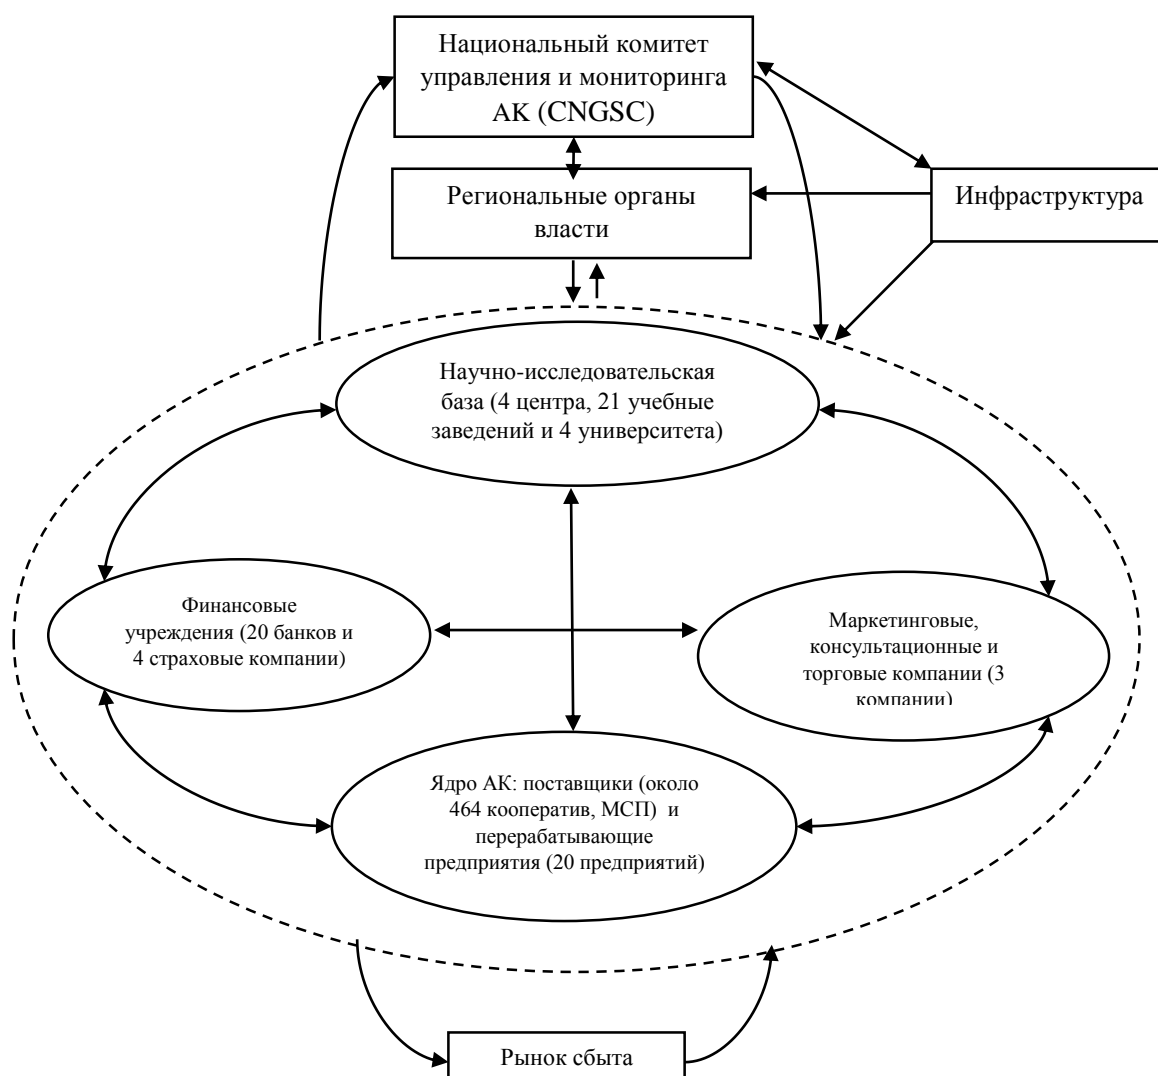 Национальный комитет
управления и мониторинга
АК (CNGSC)
Региональные органы
власти
Инфраструктура
Научно-исследовательская
база (4 центра, 21 учебные
заведений и 4 университета)
Финансовые
учреждения (20 банков и
4 страховые компании)
Маркетинговые,
консультационные и
торговые компании (3
компании)
Ядро АК: поставщики (около
464 кооператив, МСП) и
перерабатывающие
предприятия (20 предприятий)
Рынок сбыта